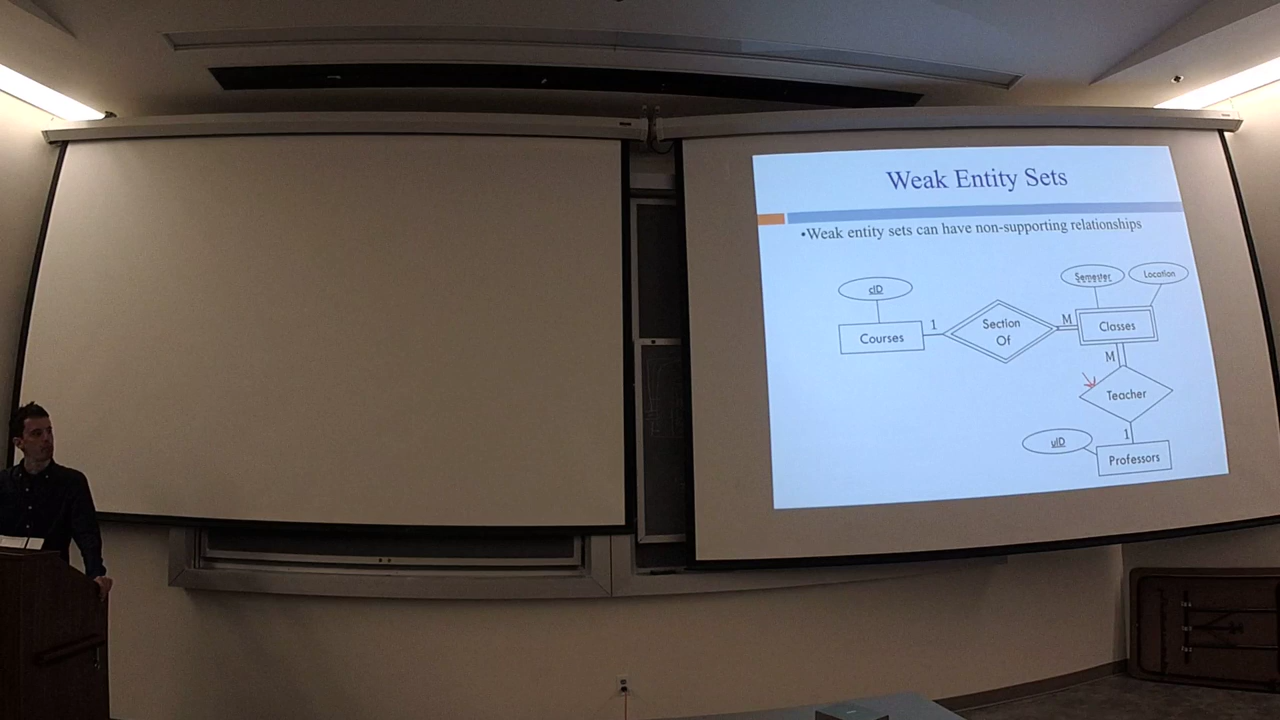 Weak Entity Sets
•Weak entity sets can have non-supporting relationships
Semester
Location
cID
Courses
1
Section
Of
M
Classes
M
Teacher
1
uID
Professors